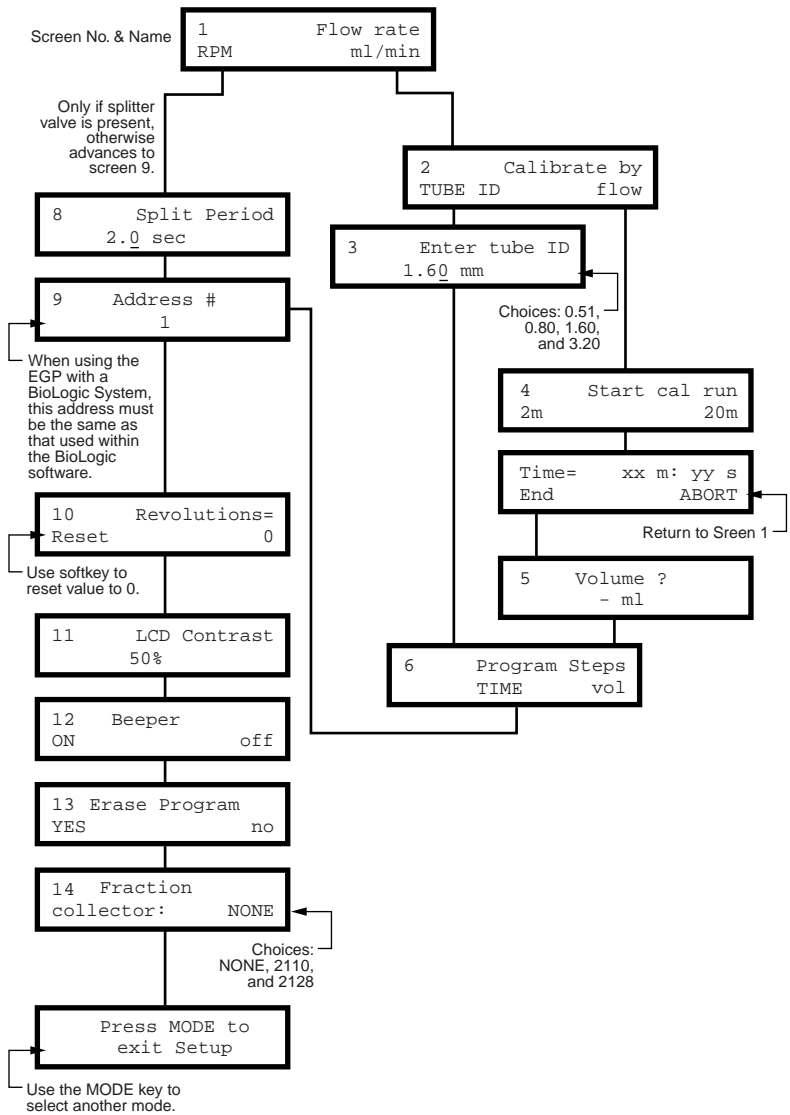 Screen No. & Name
1 Flow rate
RPM ml/min
Only if splitter
valve is present,
otherwise
advances to
screen 9.
2 Calibrate by
TUBE ID flow
8 Split Period
2.0 sec
3 Enter tube ID
1.60 mm
Choices: 0.51,
0.80, 1.60,
and 3.20
9 Address #
1
When using the
EGP with a
BioLogic System,
this address must
be the same as
that used within
the BioLogic
software.
4 Start cal run
2m 20m
Time= xx m: yy s
End ABORT
Return to Sreen 1
10 Revolutions=
Reset 0
Use softkey to
reset value to 0.
5 Volume ?
- ml
11 LCD Contrast
50%
6 Program Steps
TIME vol
12 Beeper
ON off
13 Erase Program
YES no
14 Fraction
collector: NONE
Choices:
NONE, 2110,
and 2128
Press MODE to
exit Setup
Use the MODE key to
select another mode.